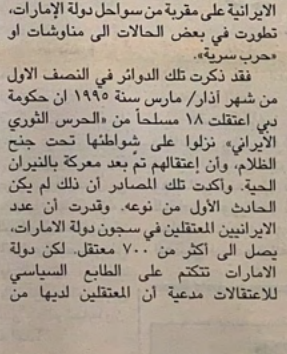 الايرانية على مقربة من سواحل دولة الإمارات،
تطورت في بعض الحالات الى مناوشات او
«حرب سرية».
فقد ذكرت تلك الدوائر في النصف الاول
من شهر آذار/ مارس سنة ١٩٩٥ ان حكومة
دبي اعتقلت ١٨ مسلحاً من «الحرس الثوري
الأيراني» نزلوا على شواطئها تحت جنح
الظلام، وأن إعتقالهم تم بعد معركة بالنيران
الحية. وأكدت تلك المصادر أن ذلك لم يكن
الحادث الأول من نوعه. وقدرت أن عدد
الايرانيين المعتقلين في سجون دولة الامارات،
يصل الى اكثر من ٧٠٠ معتقل. لكن دولة
الامارات تتكتم على الطابع السياسي
للاعتقالات مدعية أن المعتقلين لديها من